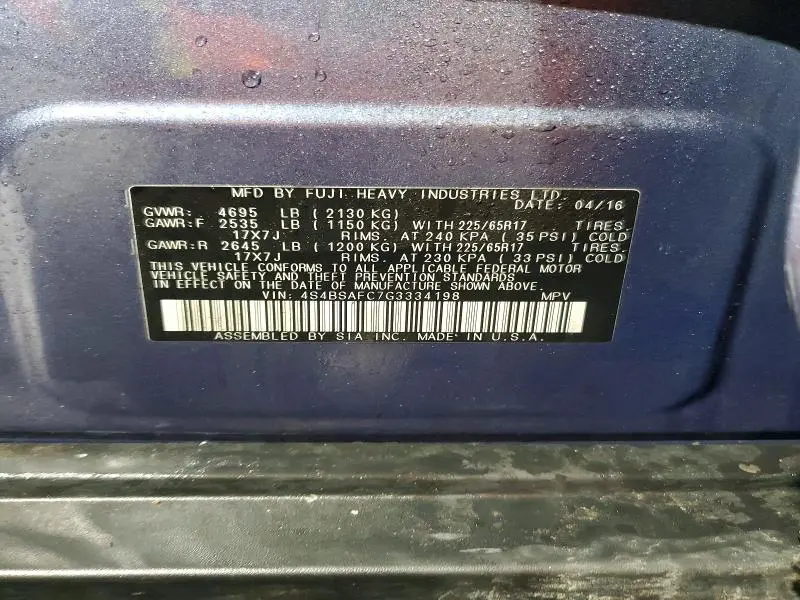 MFD BY FUJI HEAVY INDUSTRIES LTD.
DATE: 04/16
GVWR: 4695 LB ( 2130 KG)
GAWR: F 2535 LB ( 1150 KG) WITH 225/65R17 TIRES.
17X7J RIMS. AT 240 KPA ( 35 PSI) COLD
GAWR: R 2645 LB ( 1200 KG) WITH 225/65R17 TIRES.
17X7J RIMS. AT 230 KPA ( 33 PSI) COLD
THIS VEHICLE CONFORMS TO ALL APPLICABLE FEDERAL MOTOR
VEHICLE SAFETY AND THEFT PREVENTION STANDARDS
IN EFFECT ON THE DATE OF MANUFACTURE SHOWN ABOVE.
VIN: 4S4BSAFC7G3334198 MPV
ASSEMBLED BY SIA INC. MADE IN U.S.A.